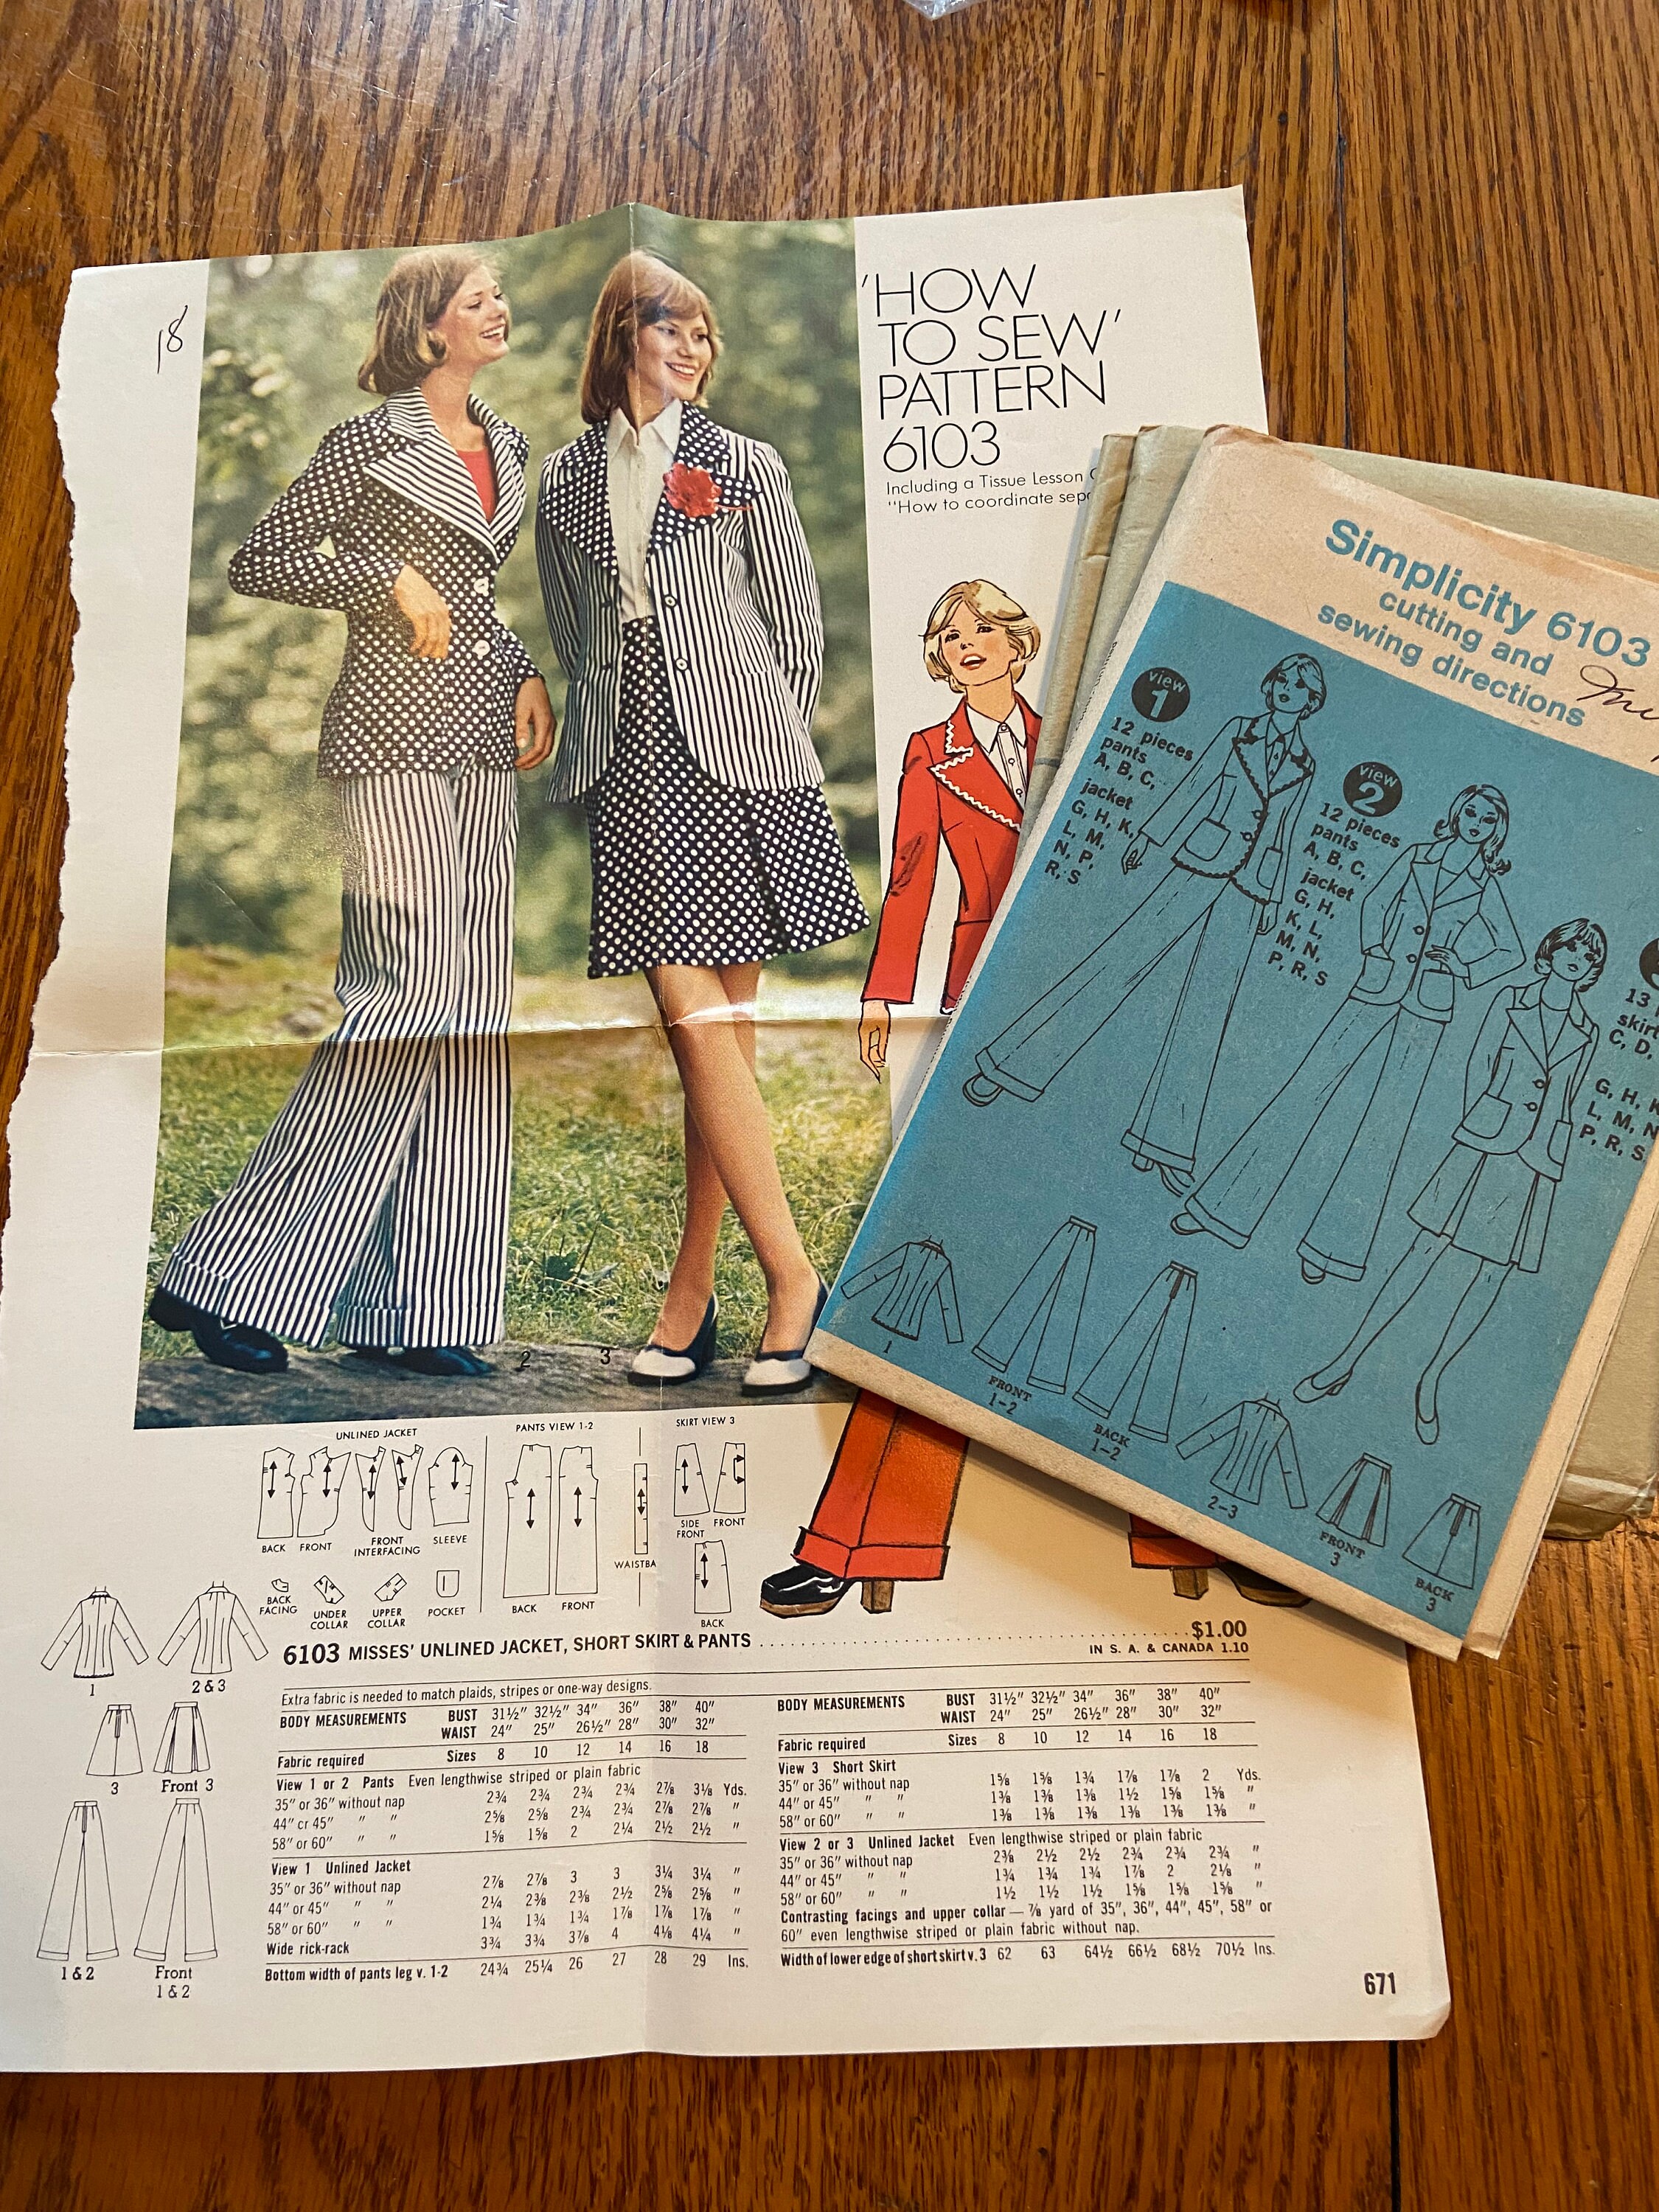 18
'HOW
TO SEW'
PATTERN
6103
Including a Tissue Lesson
"How to coordinate
2 3
Simplicity 6103
cutting and
sewing directions
view
1
12 pieces
pants
A, B, C,
jacket
G, H, K,
L, M,
N, P,
R, S
view
2
12 pieces
pants
A, B, C,
jacket
G, H,
K, L,
M, N,
P, R, S
13
skirt
C, D,
G, H, K
L, M, N
P, R, S
1
FRONT
1-2
BACK
1-2
2-3
FRONT
3
BACK
3
UNLINED JACKET
BACK FRONT FRONT INTERFACING SLEEVE
BACK FACING UNDER COLLAR UPPER COLLAR POCKET
PANTS VIEW 1-2
BACK FRONT
WAISTBA
SKIRT VIEW 3
SIDE FRONT FRONT
BACK
1 2 & 3
3 Front 3
1 & 2 Front 1 & 2
6103 MISSES' UNLINED JACKET, SHORT SKIRT & PANTS $1.00
IN S. A. & CANADA 1.10
Extra fabric is needed to match plaids, stripes or one-way designs.
BODY MEASUREMENTS BUST 31½" 32½" 34" 36" 38" 40"
WAIST 24" 25" 26½" 28" 30" 32"
Fabric required Sizes 8 10 12 14 16 18
View 1 or 2 Pants Even lengthwise striped or plain fabric
35" or 36" without nap 2¾ 2¾ 2¾ 2¾ 2⅞ 3⅛ Yds.
44" or 45" " " 2⅝ 2⅝ 2¾ 2¾ 2⅞ 2⅞ "
58" or 60" " " 1⅝ 1⅝ 2 2¼ 2½ 2½ "
View 1 Unlined Jacket
35" or 36" without nap 2⅞ 2⅞ 3 3 3¼ 3¼ "
44" or 45" " " 2¼ 2⅜ 2⅜ 2½ 2⅝ 2⅝ "
58" or 60" " " 1¾ 1¾ 1¾ 1⅞ 1⅞ 1⅞ "
Wide rick-rack 3¾ 3¾ 3⅞ 4 4⅛ 4¼ "
Bottom width of pants leg v. 1-2 24¾ 25¼ 26 27 28 29 Ins.
BODY MEASUREMENTS BUST 31½" 32½" 34" 36" 38" 40"
WAIST 24" 25" 26½" 28" 30" 32"
Fabric required Sizes 8 10 12 14 16 18
View 3 Short Skirt
35" or 36" without nap 1⅝ 1⅝ 1¾ 1⅞ 1⅞ 2 Yds.
44" or 45" " " 1⅜ 1⅜ 1⅜ 1½ 1⅝ 1⅝ "
58" or 60" " " 1⅜ 1⅜ 1⅜ 1⅜ 1⅜ 1⅜ "
View 2 or 3 Unlined Jacket Even lengthwise striped or plain fabric
35" or 36" without nap 2⅜ 2½ 2½ 2¾ 2¾ 2¾ "
44" or 45" " " 1¾ 1¾ 1¾ 1⅞ 2 2⅛ "
58" or 60" " " 1½ 1½ 1½ 1⅝ 1⅝ 1⅝ "
Contrasting facings and upper collar — ⅞ yard of 35", 36", 44", 45", 58" or
60" even lengthwise striped or plain fabric without nap.
Width of lower edge of short skirt v. 3 62 63 64½ 66½ 68½ 70½ Ins.
671